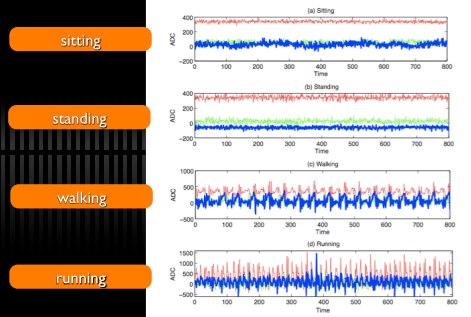 sitting
(a) Sitting
400
200
0
-200
ADC
0 100 200 300 400 500 600 700 800
Time
standing
(b) Standing
400
200
0
-200
ADC
0 100 200 300 400 500 600 700 800
Time
walking
(c) Walking
1000
500
0
-500
ADC
0 100 200 300 400 500 600 700 800
Time
running
(d) Running
1500
1000
500
0
-500
ADC
0 100 200 300 400 500 600 700 800
Time